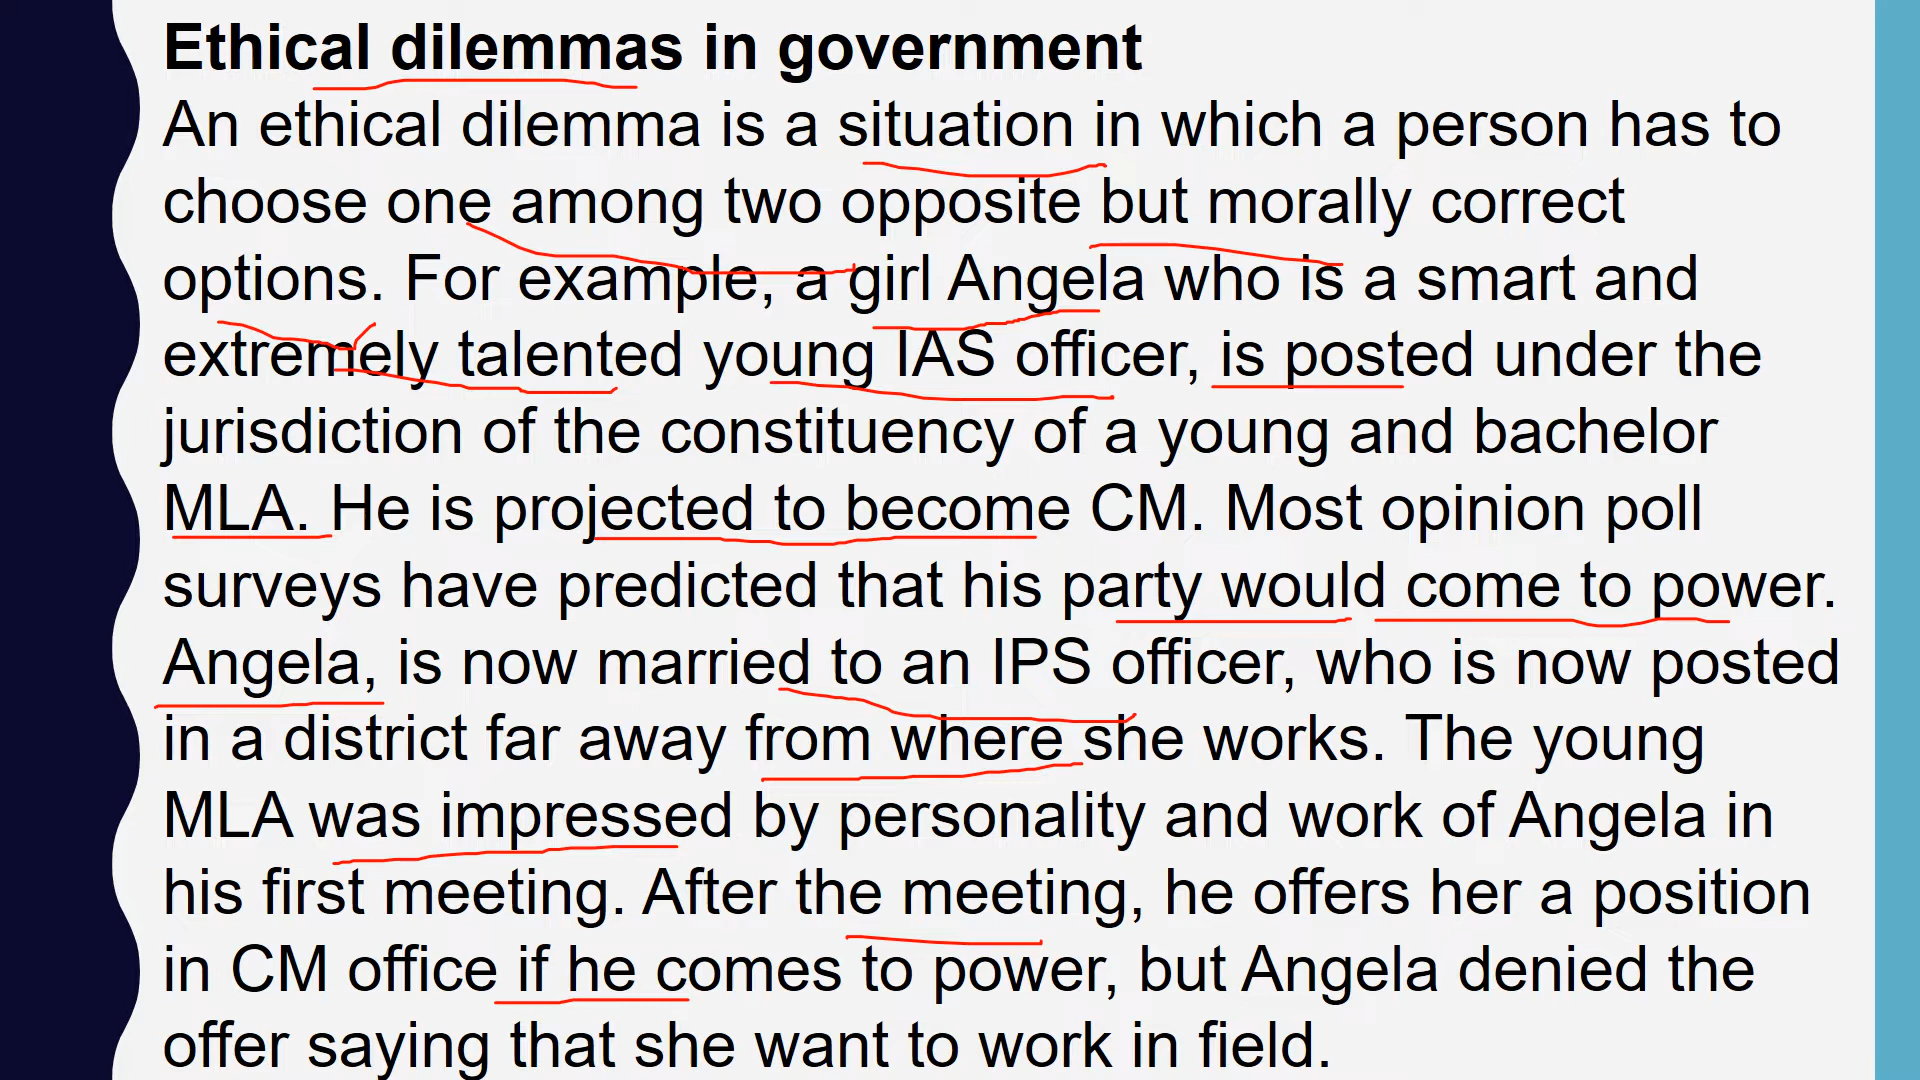 Ethical dilemmas in government
An ethical dilemma is a situation in which a person has to
choose one among two opposite but morally correct
options. For example, a girl Angela who is a smart and
extremely talented young IAS officer, is posted under the
jurisdiction of the constituency of a young and bachelor
MLA. He is projected to become CM. Most opinion poll
surveys have predicted that his party would come to power.
Angela, is now married to an IPS officer, who is now posted
in a district far away from where she works. The young
MLA was impressed by personality and work of Angela in
his first meeting. After the meeting, he offers her a position
in CM office if he comes to power, but Angela denied the
offer saying that she want to work in field.